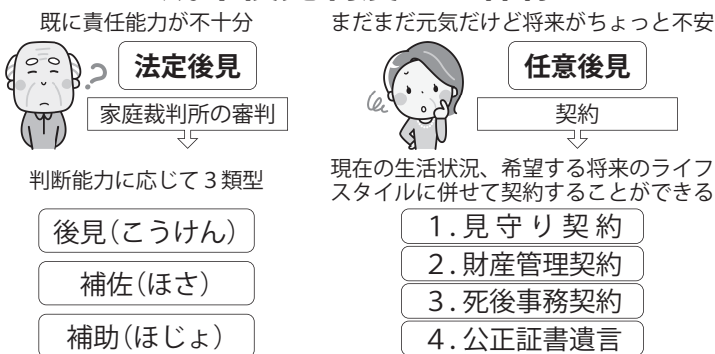 既に責任能力が不十分
法定後見
家庭裁判所の審判
判断能力に応じて3類型
後見(こうけん)
補佐(ほさ)
補助(ほじょ)
まだまだ元気だけど将来がちょっと不安
任意後見
契約
現在の生活状況、希望する将来のライフ
スタイルに併せて契約することができる
1.見守り契約
2.財産管理契約
3.死後事務契約
4.公正証書遺言